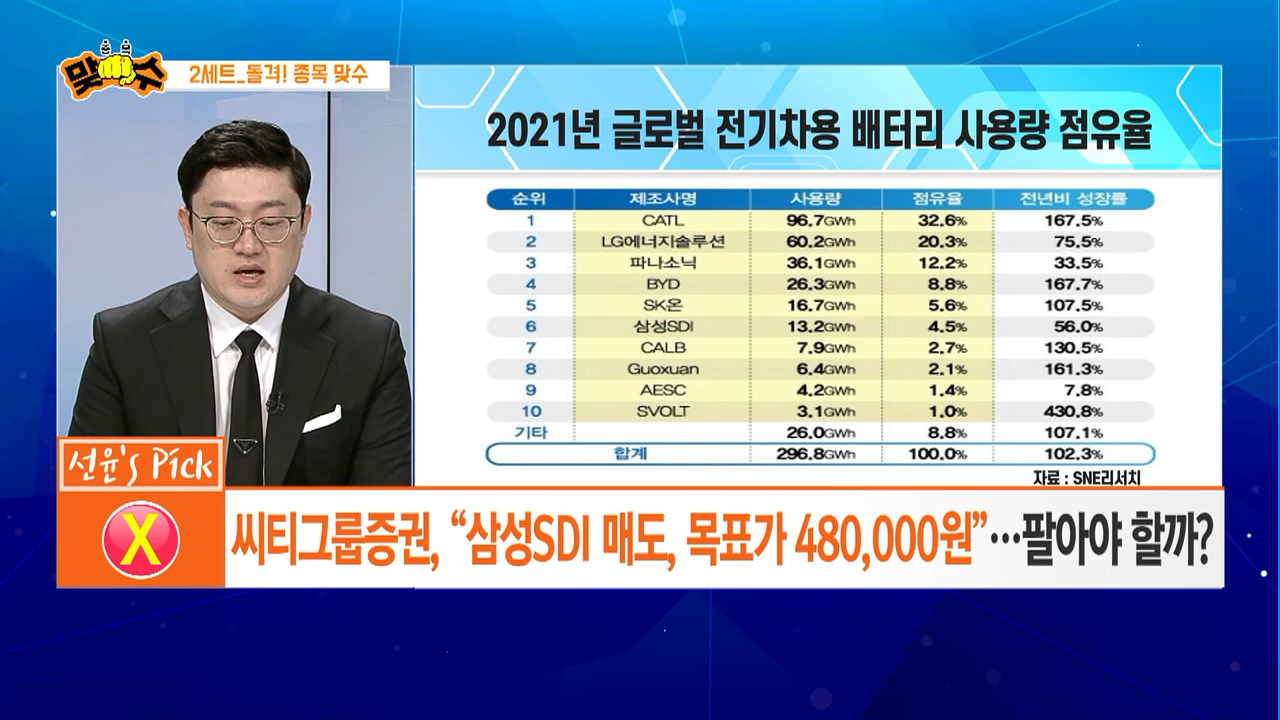 종목
맞수
2세트_돌격! 종목 맞수
2021년 글로벌 전기차용 배터리 사용량 점유율
순위 제조사명 사용량 점유율 전년비 성장률
1 CATL 96.7GWh 32.6% 167.5%
2 LG에너지솔루션 60.2GWh 20.3% 75.5%
3 파나소닉 36.1GWh 12.2% 33.5%
4 BYD 26.3GWh 8.8% 167.7%
5 SK온 16.7GWh 5.6% 107.5%
6 삼성SDI 13.2GWh 4.5% 56.0%
7 CALB 7.9GWh 2.7% 130.5%
8 Guoxuan 6.4GWh 2.1% 161.3%
9 AESC 4.2GWh 1.4% 7.8%
10 SVOLT 3.1GWh 1.0% 430.8%
기타 26.0GWh 8.8% 107.1%
합계 296.8GWh 100.0% 102.3%
자료 : SNE리서치
선윤's Pick
X
씨티그룹증권, “삼성SDI 매도, 목표가 480,000원”…팔아야 할까?